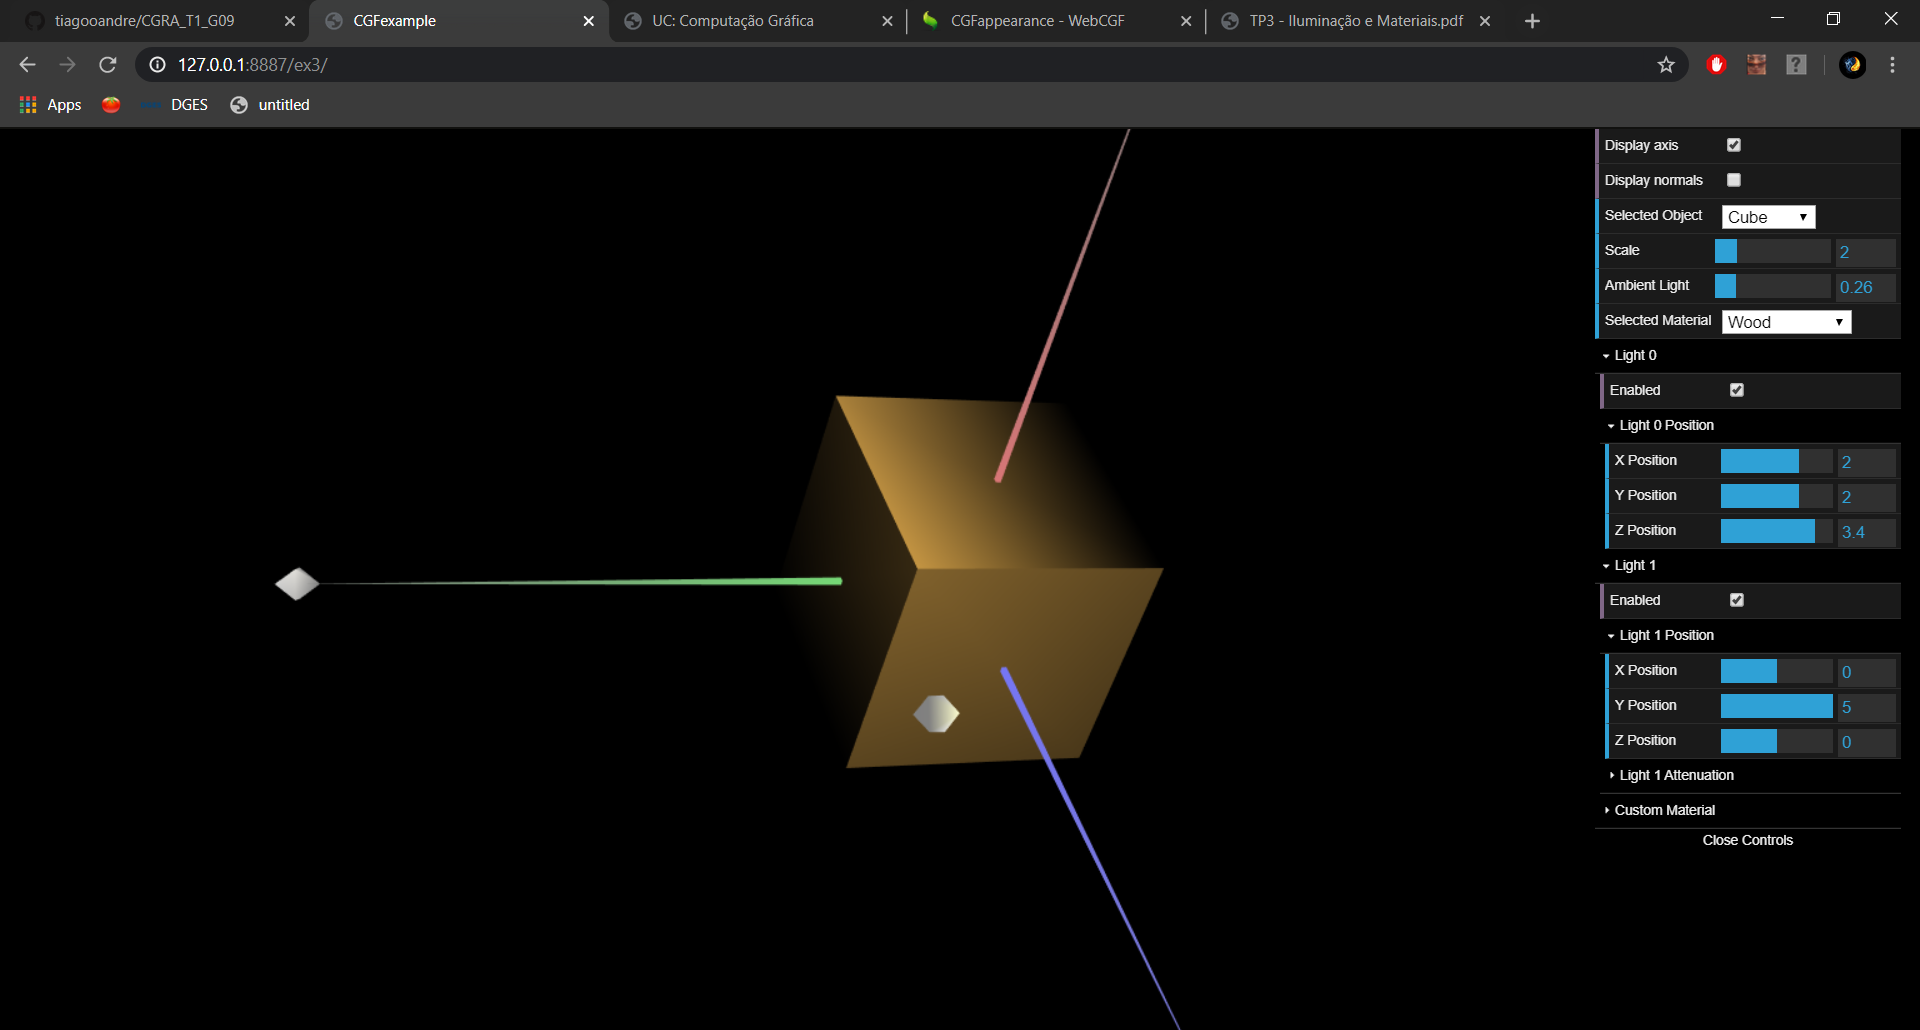 tiagooandre/CGRA_T1_G09
CGFexample
UC: Computação Gráfica
CGFappearance - WebCGF
TP3 - Iluminação e Materiais.pdf
127.0.0.1:8887/ex3/
Apps
DGES
untitled
Display axis
Display normals
Selected Object Cube
Scale 2
Ambient Light 0.26
Selected Material Wood
Light 0
Enabled
Light 0 Position
X Position 2
Y Position 2
Z Position 3.4
Light 1
Enabled
Light 1 Position
X Position 0
Y Position 5
Z Position 0
Light 1 Attenuation
Custom Material
Close Controls